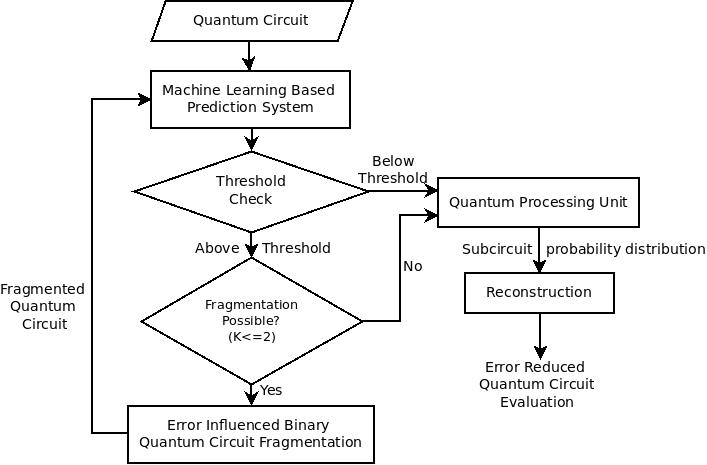 Quantum Circuit
Machine Learning Based
Prediction System
Threshold
Check
Below
Threshold
Quantum Processing Unit
Above Threshold
Subcircuit probability distribution
No
Fragmented
Quantum
Circuit
Fragmentation
Possible?
(K<=2)
Reconstruction
Yes
Error Reduced
Quantum Circuit
Evaluation
Error Influenced Binary
Quantum Circuit Fragmentation